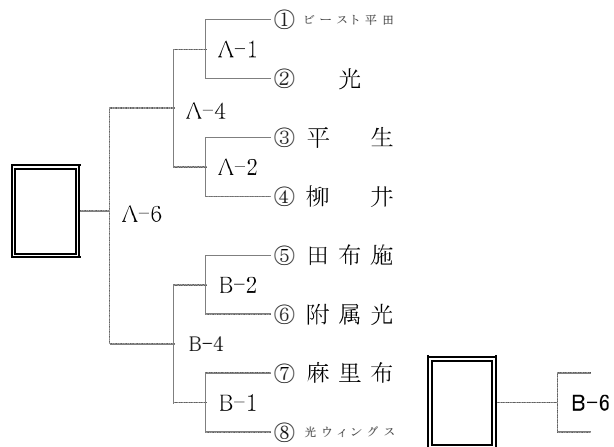 ① ビースト平田
A-1
② 光
A-4
③ 平生
A-2
④ 柳井
A-6
⑤ 田布施
B-2
⑥ 附属光
B-4
⑦ 麻里布
B-1
B-6
⑧ 光ウィングス